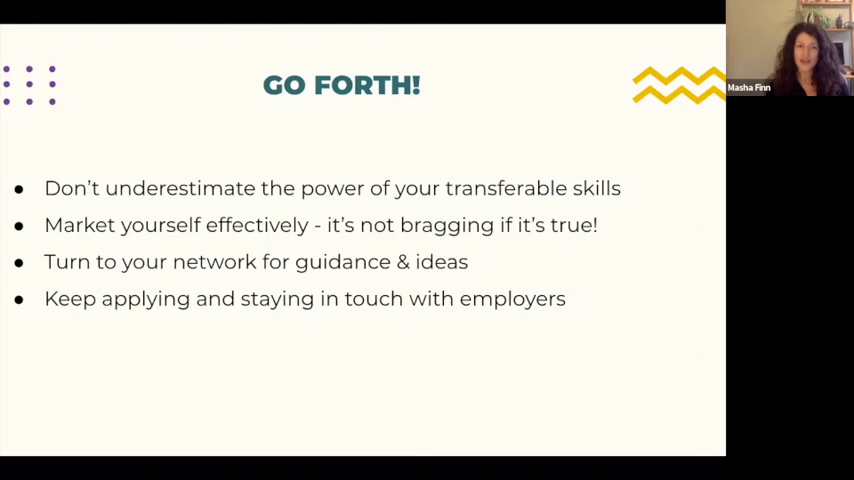 GO FORTH!
Masha Finn
● Don't underestimate the power of your transferable skills
● Market yourself effectively - it's not bragging if it's true!
● Turn to your network for guidance & ideas
● Keep applying and staying in touch with employers